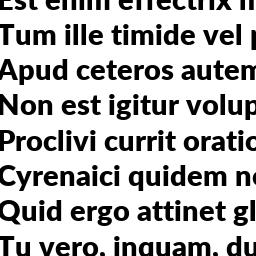 Est enim effectrix
Tum ille timide vel
Apud ceteros autem
Non est igitur volup
Proclivi currit oratio
Cyrenaici quidem
Quid ergo attinet gl
Tu vero, inquam, du